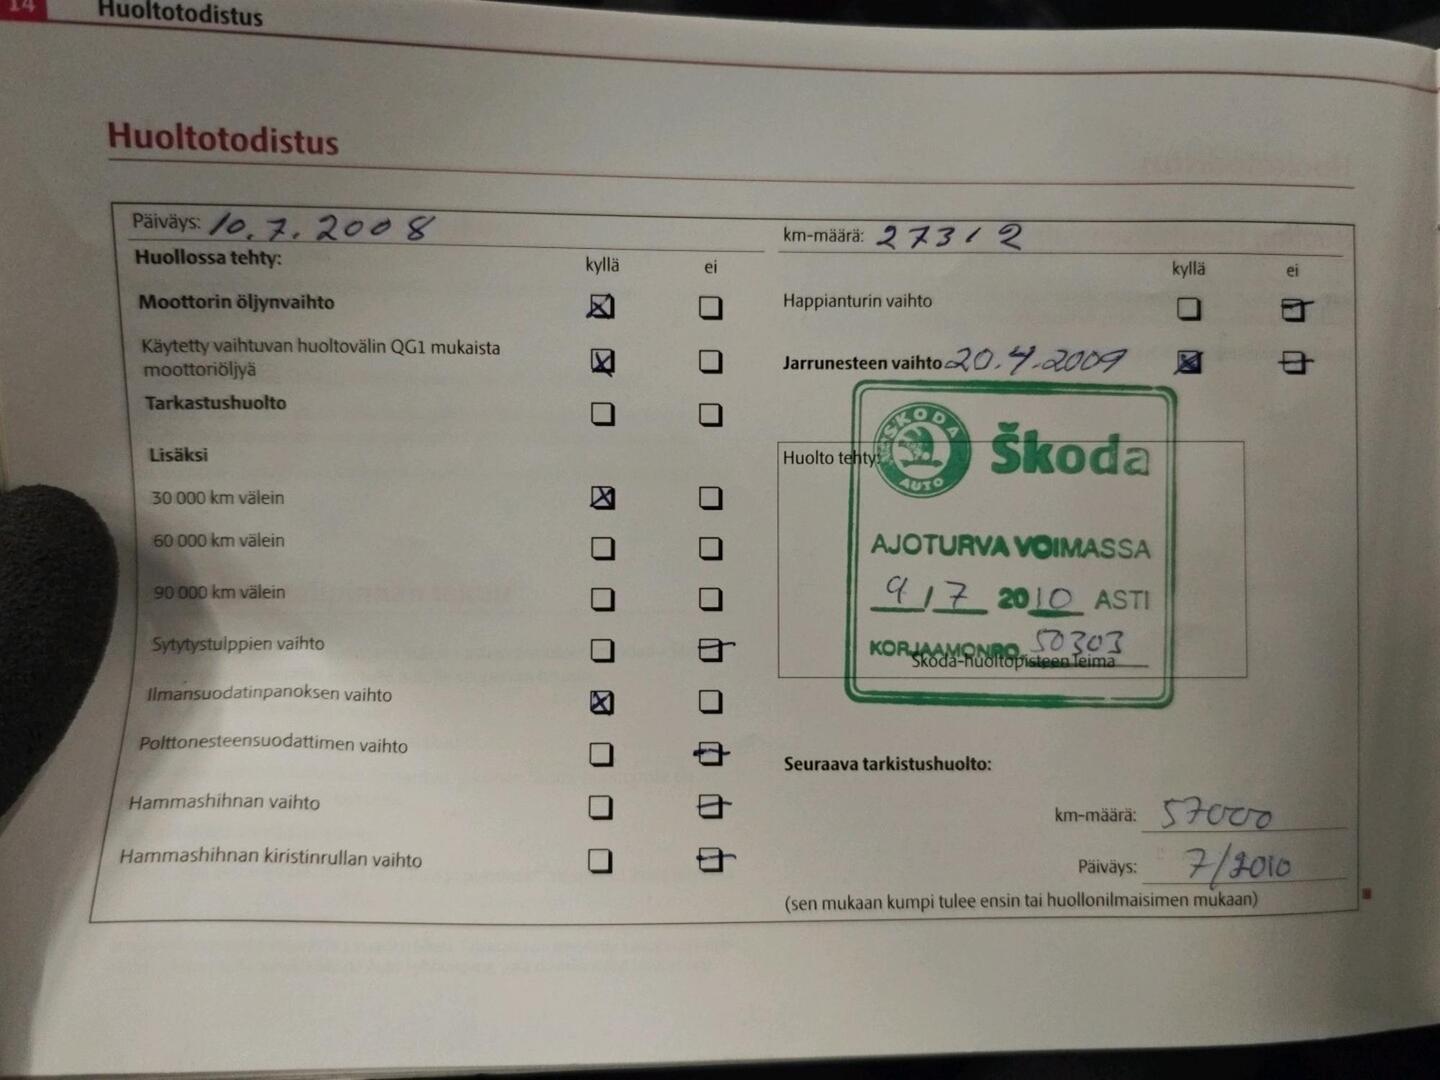 14 Huoltotodistus
Huoltotodistus
Päiväys: 10.7.2008
km-määrä: 27312
Huollossa tehty: kyllä ei
kyllä ei
Moottorin öljynvaihto
Käytetty vaihtuvan huoltovälin QG1 mukaista
moottoriöljyä
Tarkastushuolto
Lisäksi
30 000 km välein
60 000 km välein
90 000 km välein
Sytytystulppien vaihto
Ilmansuodatinpanoksen vaihto
Polttonesteensuodattimen vaihto
Hammashihnan vaihto
Hammashihnan kiristinrullan vaihto
Happianturin vaihto
Jarrunesteen vaihto 20.4.2009
Huolto tehty:
SKODA
AUTO
Škoda
AJOTURVA VOIMASSA
9 / 7 2010 ASTI
KORJAAMONRO 50303
Skoda-huoltopisteen leima
Seuraava tarkistushuolto:
km-määrä: 57000
Päiväys: 7/2010
(sen mukaan kumpi tulee ensin tai huollonilmaisimen mukaan)